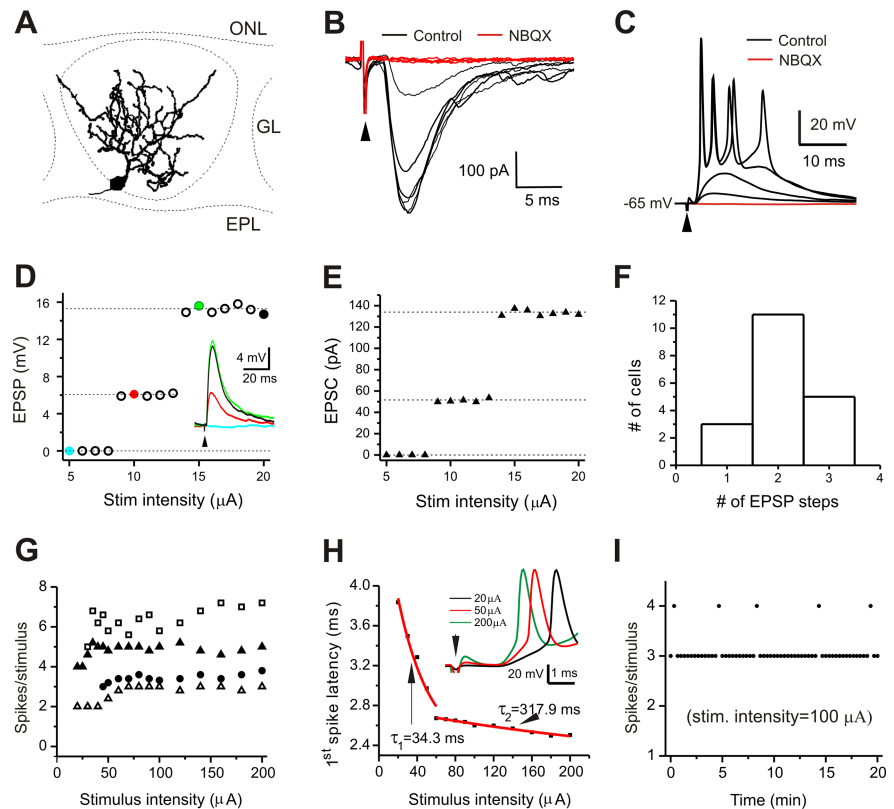 A
ONL
GL
EPL
B
Control
NBQX
100 pA
5 ms
C
Control
NBQX
20 mV
10 ms
-65 mV
D
EPSP (mV)
16
12
8
4
0
4 mV
20 ms
5
10
15
20
Stim intensity (μA)
E
EPSC (pA)
140
120
100
80
60
40
20
0
5
10
15
20
Stim intensity (μA)
F
# of cells
12
10
8
6
4
2
0
0
1
2
3
4
# of EPSP steps
G
Spikes/stimulus
8
6
4
2
0
0
50
100
150
200
Stimulus intensity (μA)
H
1st spike latency (ms)
4.0
3.6
3.2
2.8
2.4
20 μA
50 μA
200 μA
20 mV
1 ms
τ1=34.3 ms
τ2=317.9 ms
0
40
80
120
160
200
Stimulus intensity (μA)
I
Spikes/stimulus
5
4
3
2
1
(stim. intensity=100 μA)
0
5
10
15
20
Time (min)